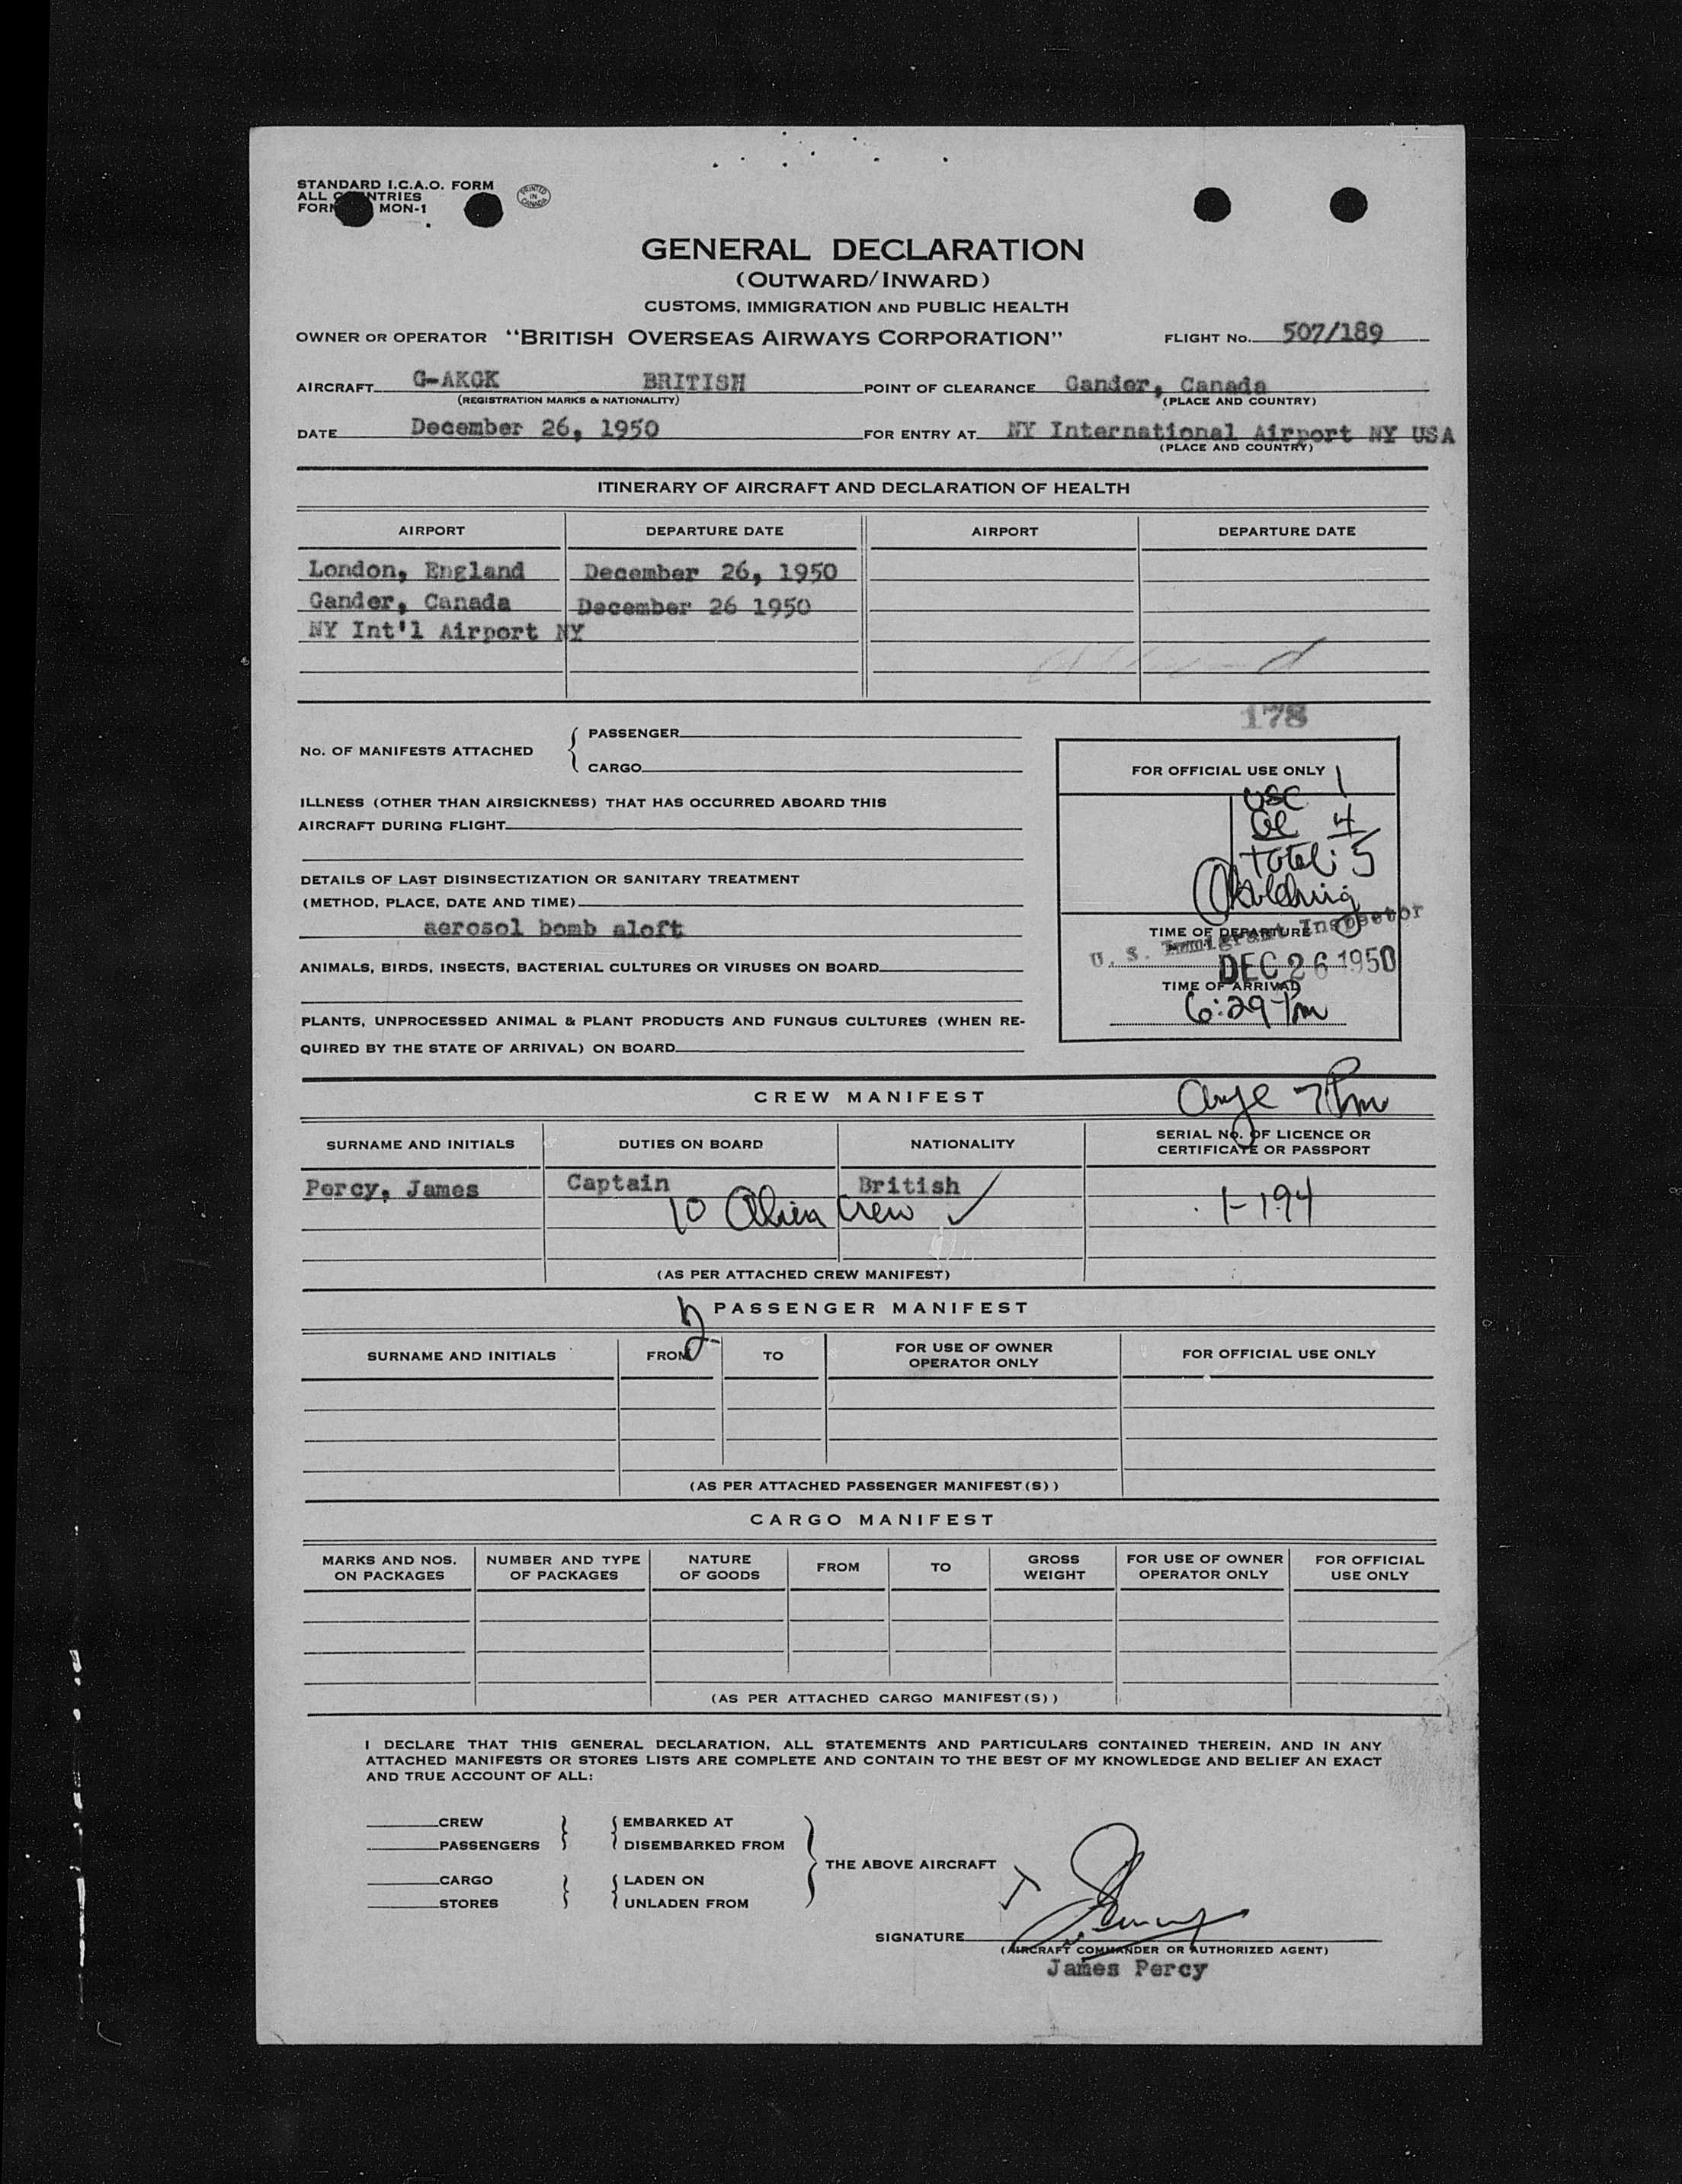 STANDARD I.C.A.O. FORM
ALL COUNTRIES
FORM MON-1
PRINTED IN CANADA
GENERAL DECLARATION
(OUTWARD/INWARD)
CUSTOMS, IMMIGRATION AND PUBLIC HEALTH
OWNER OR OPERATOR "BRITISH OVERSEAS AIRWAYS CORPORATION" FLIGHT No. 507/189
AIRCRAFT G-AKGK BRITISH POINT OF CLEARANCE Gander, Canada
(REGISTRATION MARKS & NATIONALITY) (PLACE AND COUNTRY)
DATE December 26, 1950 FOR ENTRY AT NY International Airport NY USA
(PLACE AND COUNTRY)
ITINERARY OF AIRCRAFT AND DECLARATION OF HEALTH
AIRPORT DEPARTURE DATE AIRPORT DEPARTURE DATE
London, England December 26, 1950
Gander, Canada December 26 1950
NY Int'l Airport NY
178
No. OF MANIFESTS ATTACHED { PASSENGER
CARGO
FOR OFFICIAL USE ONLY 1
USC
4
Total: 5
ILLNESS (OTHER THAN AIRSICKNESS) THAT HAS OCCURRED ABOARD THIS
AIRCRAFT DURING FLIGHT
DETAILS OF LAST DISINSECTIZATION OR SANITARY TREATMENT
(METHOD, PLACE, DATE AND TIME)
aerosol bomb aloft
TIME OF DEPARTURE
U. S. Immigrant Inspector
DEC 26 1950
TIME OF ARRIVAL
6:29 Pm
ANIMALS, BIRDS, INSECTS, BACTERIAL CULTURES OR VIRUSES ON BOARD
PLANTS, UNPROCESSED ANIMAL & PLANT PRODUCTS AND FUNGUS CULTURES (WHEN RE-
QUIRED BY THE STATE OF ARRIVAL) ON BOARD
CREW MANIFEST 7 Pm
SURNAME AND INITIALS DUTIES ON BOARD NATIONALITY SERIAL No. OF LICENCE OR
CERTIFICATE OR PASSPORT
Percy, James Captain British 1-194
10 Alien Crew ✓
(AS PER ATTACHED CREW MANIFEST)
2 PASSENGER MANIFEST
SURNAME AND INITIALS FROM TO FOR USE OF OWNER
OPERATOR ONLY FOR OFFICIAL USE ONLY
(AS PER ATTACHED PASSENGER MANIFEST(S))
CARGO MANIFEST
MARKS AND NOS.
ON PACKAGES NUMBER AND TYPE
OF PACKAGES NATURE
OF GOODS FROM TO GROSS
WEIGHT FOR USE OF OWNER
OPERATOR ONLY FOR OFFICIAL
USE ONLY
(AS PER ATTACHED CARGO MANIFEST(S))
I DECLARE THAT THIS GENERAL DECLARATION, ALL STATEMENTS AND PARTICULARS CONTAINED THEREIN, AND IN ANY
ATTACHED MANIFESTS OR STORES LISTS ARE COMPLETE AND CONTAIN TO THE BEST OF MY KNOWLEDGE AND BELIEF AN EXACT
AND TRUE ACCOUNT OF ALL:
CREW } { EMBARKED AT
PASSENGERS DISEMBARKED FROM
THE ABOVE AIRCRAFT
CARGO } { LADEN ON
STORES UNLADEN FROM
SIGNATURE
(AIRCRAFT COMMANDER OR AUTHORIZED AGENT)
James Percy